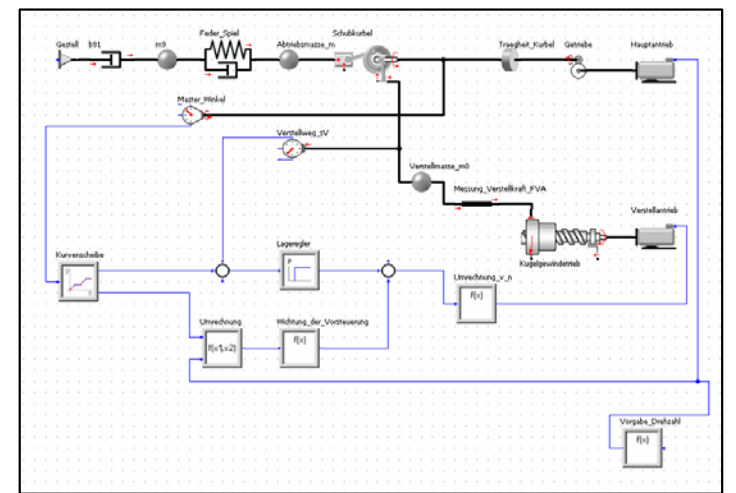 Gestell b91 m9 Feder_Spiel Abtriebsmasse_m Schubkurbel Traegheit_Kurbel Getriebe Hauptantrieb
Master_Winkel
Verstellweg_sV
Verstellmasse_m0
Messung_Verstellkraft_FVA
Verstellantrieb
Kugelgewindetrieb
Kurvenscheibe
Lageregler
P
Umrechnung_v_n
f(x)
Umrechnung
f(x1,x2)
Wichtung_der_Vorsteuerung
f(x)
Vorgabe_Drehzahl
f(x)